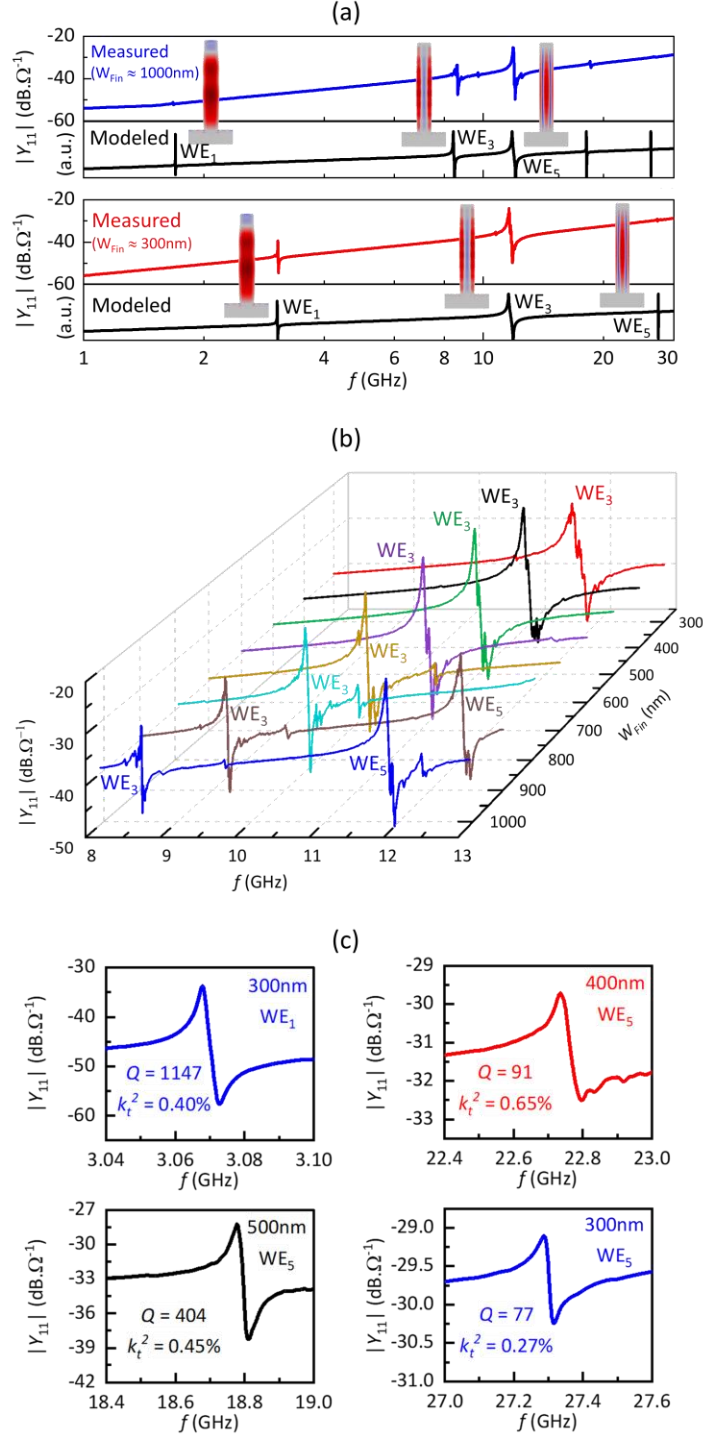 (a)
-20
-40
-60
|Y₁₁| (dB.Ω⁻¹)
(a.u.)
Measured
(W_Fin ≈ 1000nm)
Modeled
WE₁
WE₃
WE₅
-20
-40
-60
|Y₁₁| (dB.Ω⁻¹)
(a.u.)
Measured
(W_Fin ≈ 300nm)
Modeled
WE₁
WE₃
WE₅
1 2 4 6 8 10 20 30
f (GHz)
(b)
WE₃
WE₃
WE₃
WE₃
WE₃
WE₃
WE₃
WE₅
WE₃
WE₅
-20
-30
-30
-40
-40
-50
|Y₁₁| (dB.Ω⁻¹)
8 9 10 11 12 13
f (GHz)
300
400
500
600
700
800
900
1000
W_Fin (nm)
(c)
-30
-40
-50
-60
|Y₁₁| (dB.Ω⁻¹)
300nm
WE₁
Q = 1147
kₜ² = 0.40%
3.04 3.06 3.08 3.10
f (GHz)
-29
-30
-31
-32
-33
|Y₁₁| (dB.Ω⁻¹)
400nm
WE₅
Q = 91
kₜ² = 0.65%
22.4 22.6 22.8 23.0
f (GHz)
-27
-30
-33
-36
-39
-42
|Y₁₁| (dB.Ω⁻¹)
500nm
WE₅
Q = 404
kₜ² = 0.45%
18.4 18.6 18.8 19.0
f (GHz)
-29.0
-29.5
-30.0
-30.5
-31.0
|Y₁₁| (dB.Ω⁻¹)
300nm
WE₅
Q = 77
kₜ² = 0.27%
27.0 27.2 27.4 27.6
f (GHz)